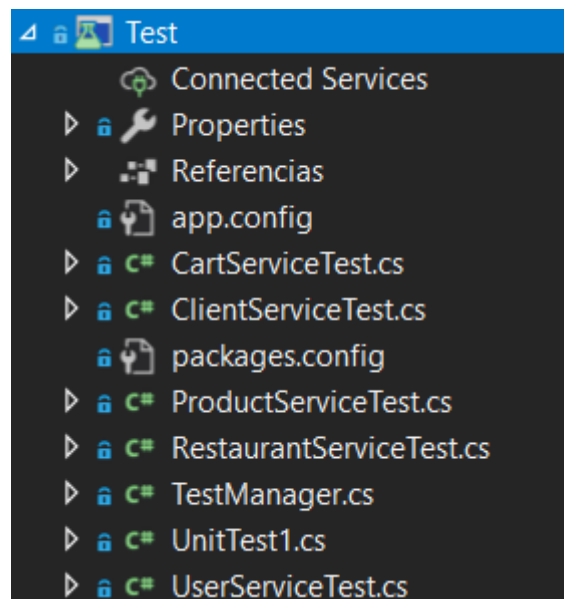 Test
Connected Services
Properties
Referencias
app.config
C# CartServiceTest.cs
C# ClientServiceTest.cs
packages.config
C# ProductServiceTest.cs
C# RestaurantServiceTest.cs
C# TestManager.cs
C# UnitTest1.cs
C# UserServiceTest.cs